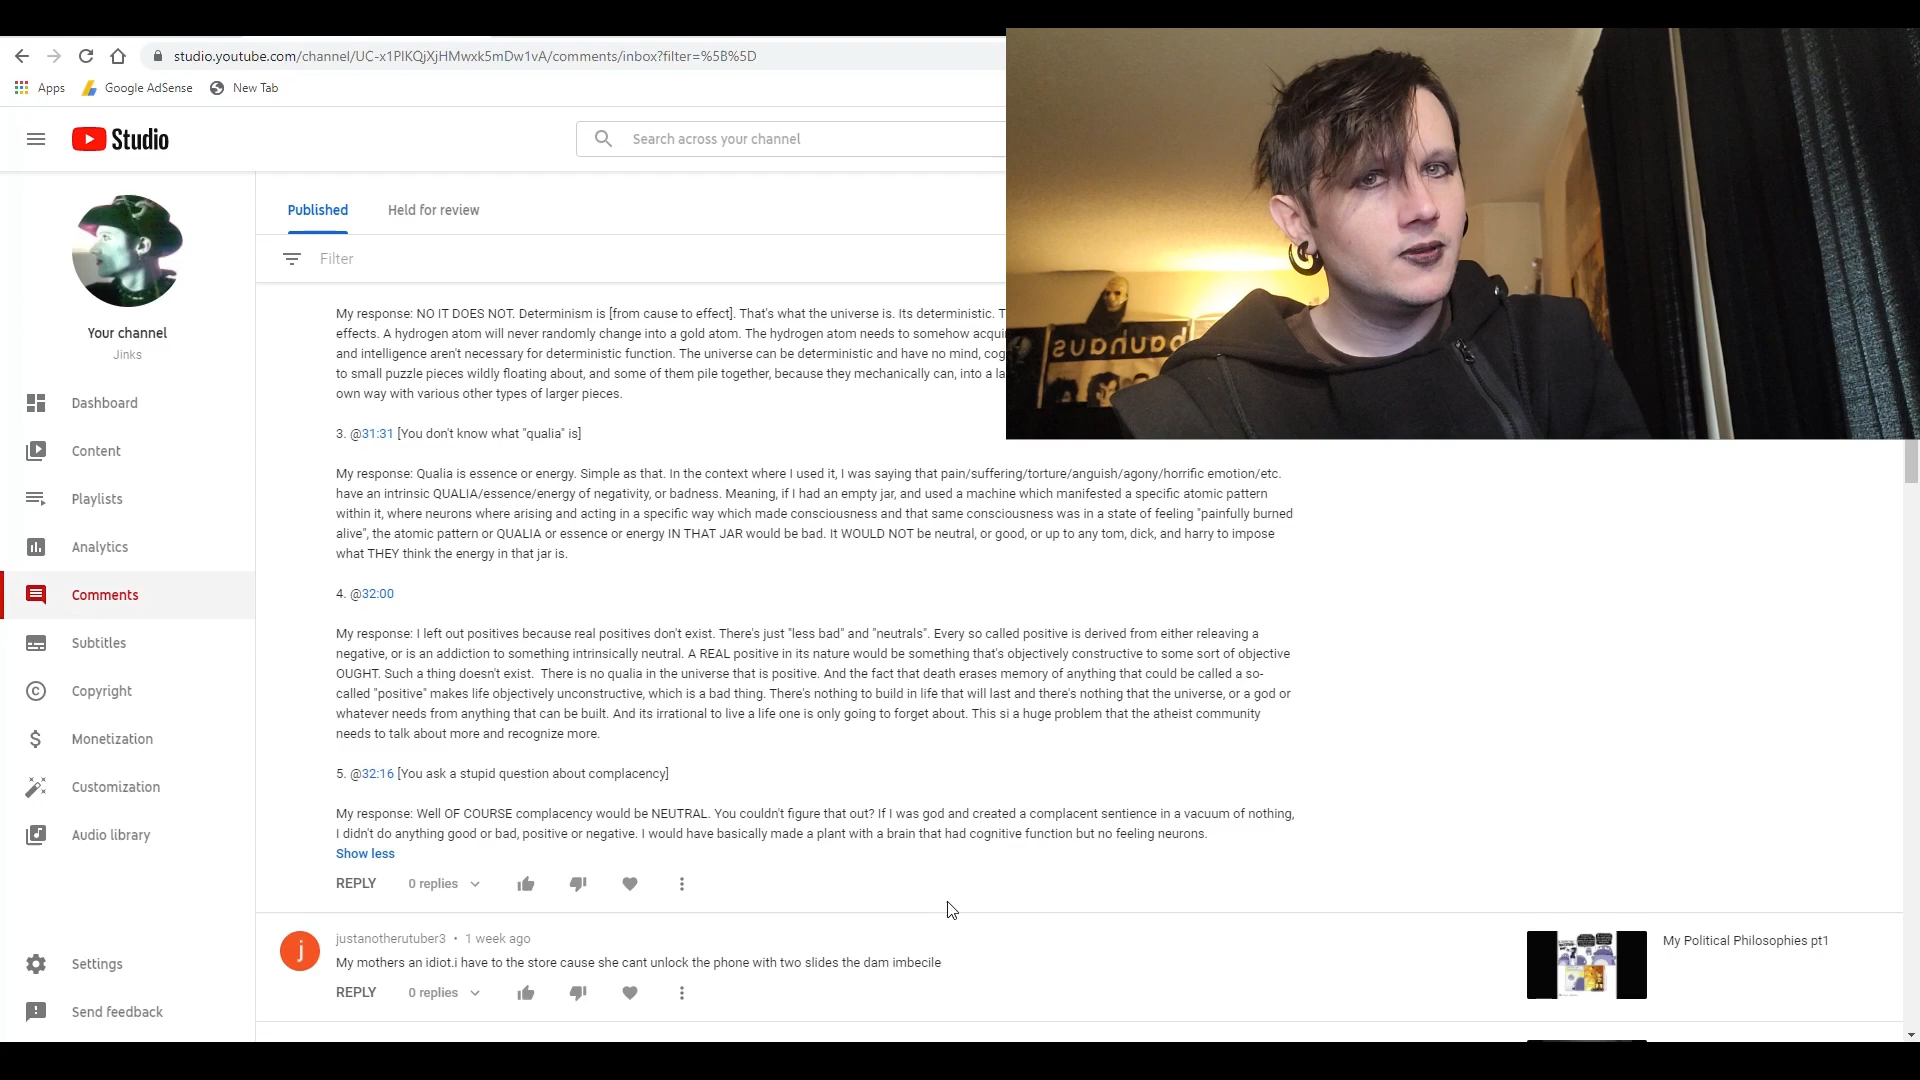 studio.youtube.com/channel/UC-x1PIKQjXjHMwxk5mDw1vA/comments/inbox?filter=%5B%5D
Apps Google AdSense New Tab
Studio
Search across your channel
Your channel
Jinks
Dashboard
Content
Playlists
Analytics
Comments
Subtitles
Copyright
Monetization
Customization
Audio library
Settings
Send feedback
Published Held for review
Filter
My response: NO IT DOES NOT. Determinism is [from cause to effect]. That's what the universe is. Its deterministic. T
effects. A hydrogen atom will never randomly change into a gold atom. The hydrogen atom needs to somehow acqui
and intelligence aren't necessary for deterministic function. The universe can be deterministic and have no mind, cog
to small puzzle pieces wildly floating about, and some of them pile together, because they mechanically can, into a la
own way with various other types of larger pieces.
3. @31:31 [You don't know what "qualia" is]
My response: Qualia is essence or energy. Simple as that. In the context where I used it, I was saying that pain/suffering/torture/anguish/agony/horrific emotion/etc.
have an intrinsic QUALIA/essence/energy of negativity, or badness. Meaning, if I had an empty jar, and used a machine which manifested a specific atomic pattern
within it, where neurons where arising and acting in a specific way which made consciousness and that same consciousness was in a state of feeling "painfully burned
alive", the atomic pattern or QUALIA or essence or energy IN THAT JAR would be bad. It WOULD NOT be neutral, or good, or up to any tom, dick, and harry to impose
what THEY think the energy in that jar is.
4. @32:00
My response: I left out positives because real positives don't exist. There's just "less bad" and "neutrals". Every so called positive is derived from either releaving a
negative, or is an addiction to something intrinsically neutral. A REAL positive in its nature would be something that's objectively constructive to some sort of objective
OUGHT. Such a thing doesn't exist.  There is no qualia in the universe that is positive. And the fact that death erases memory of anything that could be called a so-
called "positive" makes life objectively unconstructive, which is a bad thing. There's nothing to build in life that will last and there's nothing that the universe, or a god or
whatever needs from anything that can be built. And its irrational to live a life one is only going to forget about. This si a huge problem that the atheist community
needs to talk about more and recognize more.
5. @32:16 [You ask a stupid question about complacency]
My response: Well OF COURSE complacency would be NEUTRAL. You couldn't figure that out? If I was god and created a complacent sentience in a vacuum of nothing,
I didn't do anything good or bad, positive or negative. I would have basically made a plant with a brain that had cognitive function but no feeling neurons.
Show less
REPLY 0 replies
justanotherutuber3 • 1 week ago
My mothers an idiot.i have to the store cause she cant unlock the phone with two slides the dam imbecile
REPLY 0 replies
My Political Philosophies pt1
bauhaus